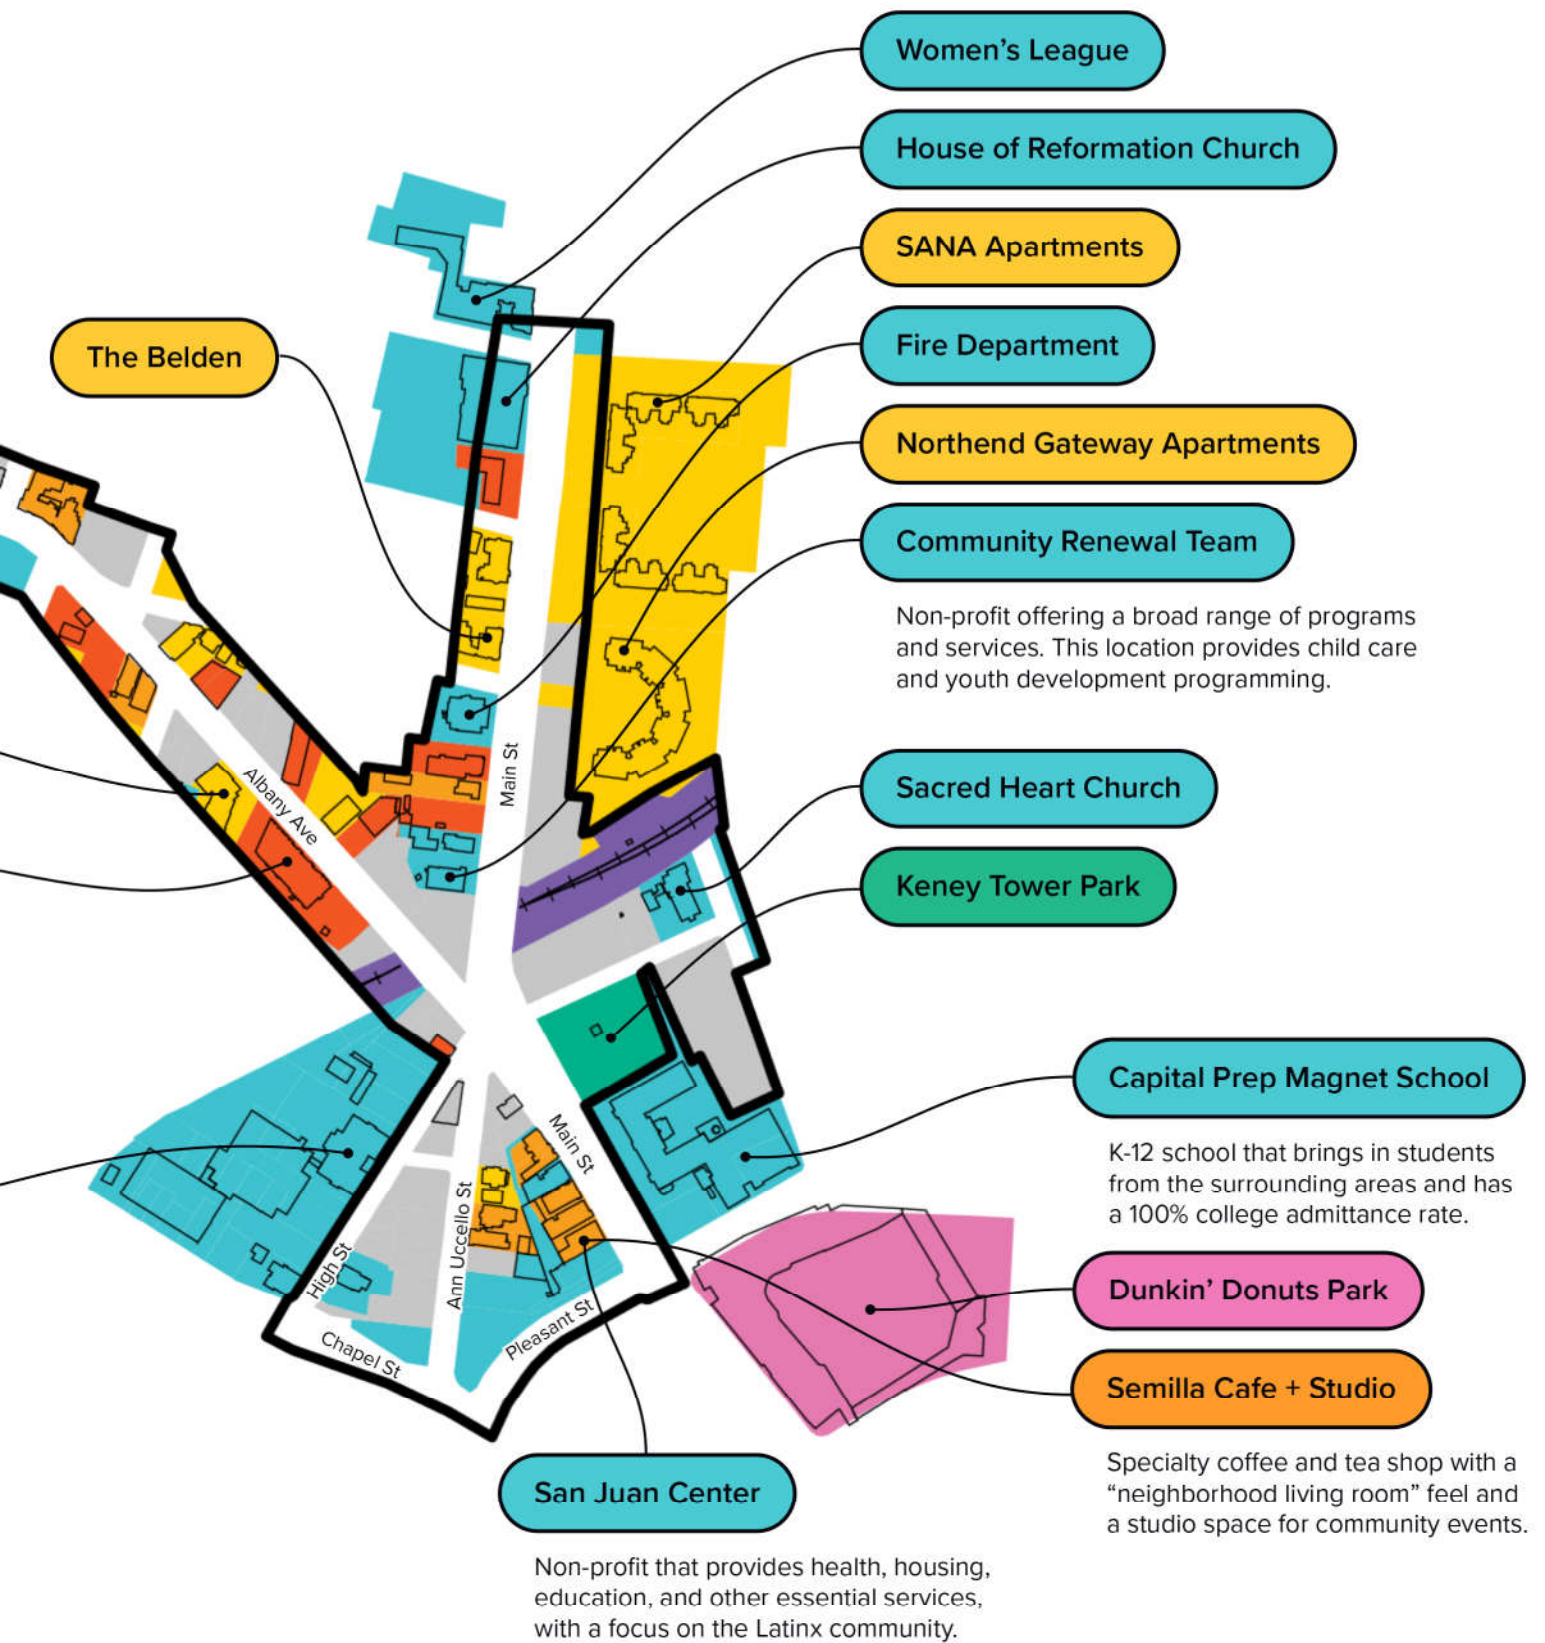 Women's League
House of Reformation Church
SANA Apartments
The Belden
Fire Department
Northend Gateway Apartments
Community Renewal Team
Non-profit offering a broad range of programs
and services. This location provides child care
and youth development programming.
Main St
Albany Ave
Sacred Heart Church
Keney Tower Park
Capital Prep Magnet School
K-12 school that brings in students
from the surrounding areas and has
a 100% college admittance rate.
Main St
Ann Uccello St
High St
Chapel St
Pleasant St
Dunkin' Donuts Park
Semilla Cafe + Studio
Specialty coffee and tea shop with a
“neighborhood living room” feel and
a studio space for community events.
San Juan Center
Non-profit that provides health, housing,
education, and other essential services,
with a focus on the Latinx community.